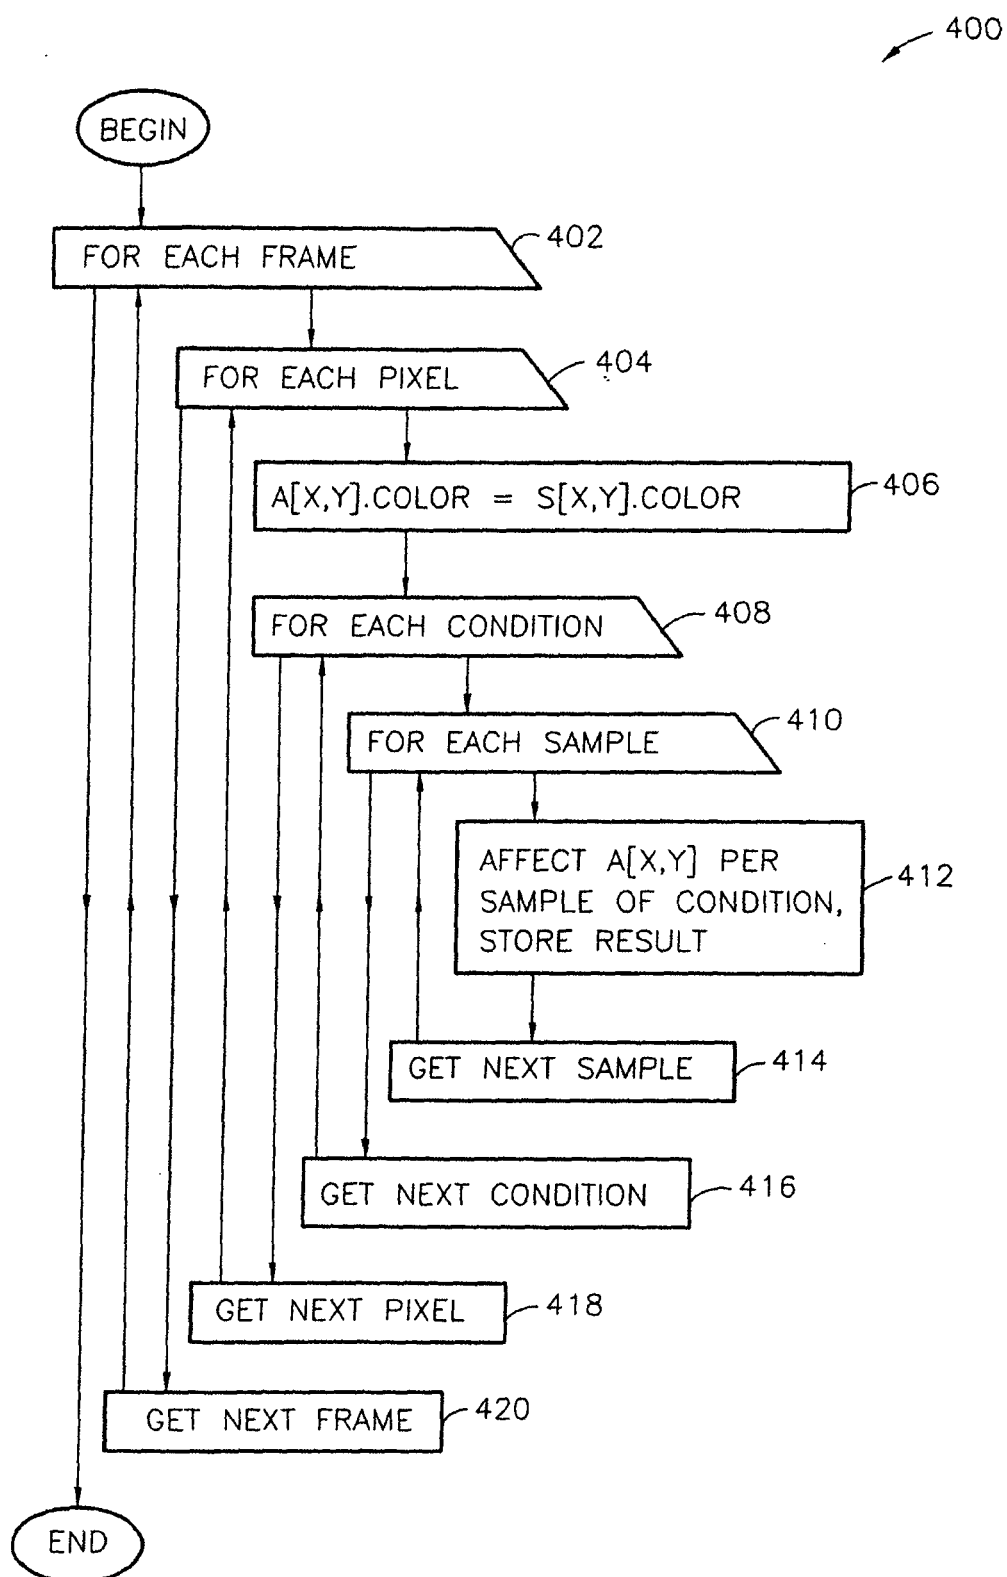 400
BEGIN
FOR EACH FRAME
402
FOR EACH PIXEL
404
A[X,Y].COLOR = S[X,Y].COLOR
406
FOR EACH CONDITION
408
FOR EACH SAMPLE
410
AFFECT A[X,Y] PER
SAMPLE OF CONDITION,
STORE RESULT
412
GET NEXT SAMPLE
414
GET NEXT CONDITION
416
GET NEXT PIXEL
418
GET NEXT FRAME
420
END